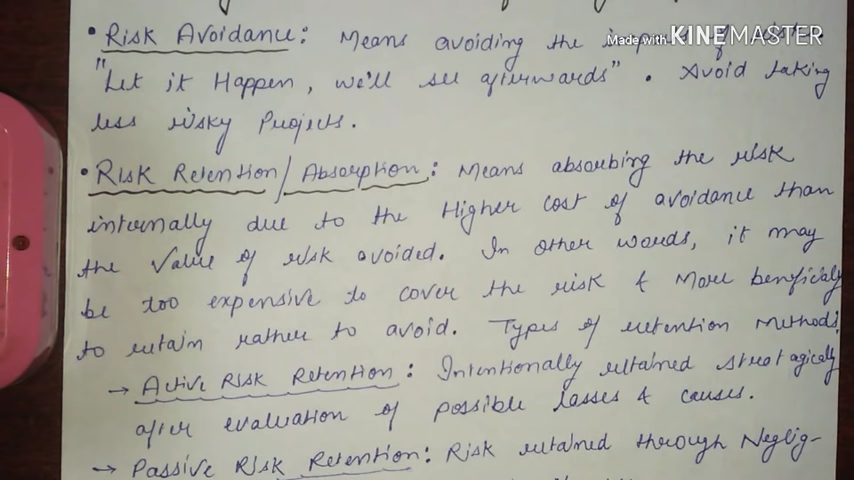 • Risk Avoidance: Means avoiding the of
Made with KINEMASTER
"Let it Happen, we'll see afterwards". Avoid taking
less risky Projects.
• Risk Retention/Absorption: Means absorbing the risk
internally due to the Higher cost of avoidance than
the Value of risk avoided. In other words, it may
be too expensive to cover the risk & More beneficialy
to retain rather to avoid. Types of retention Methods:
→ Active Risk Retention: Intentionally retained strategically
after evaluation of possible losses & causes.
→ Passive Risk Retention: Risk retained through Neglig-